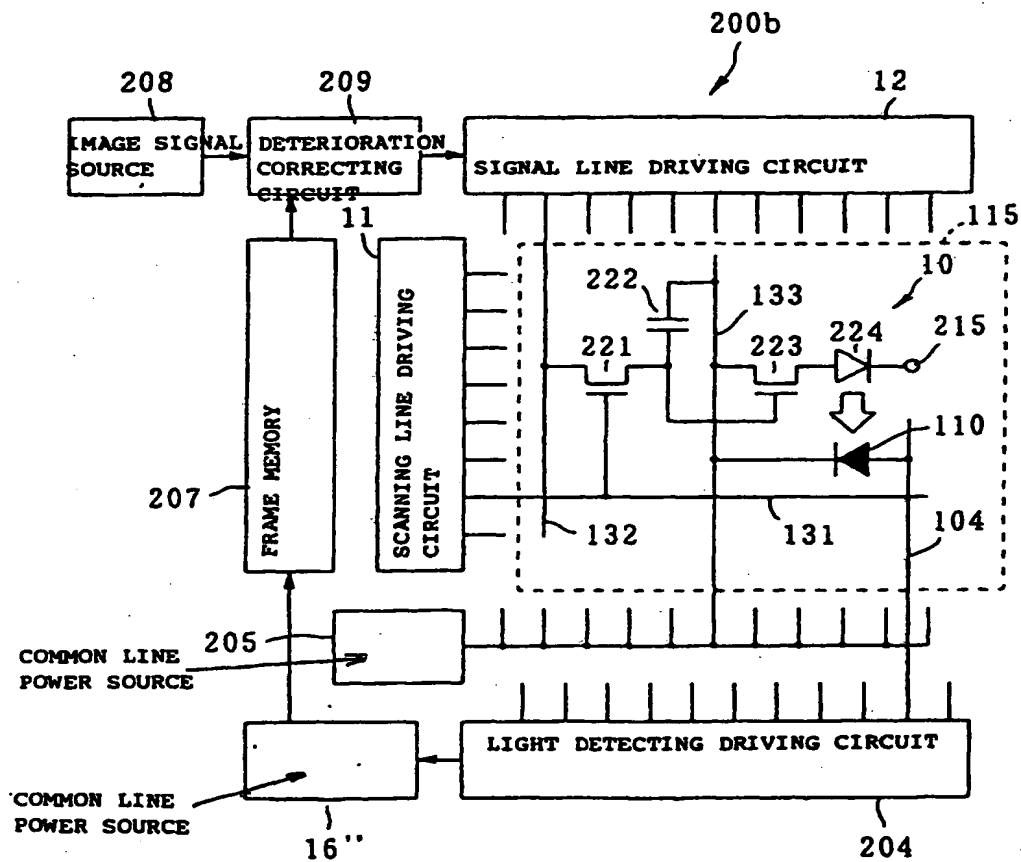 200b
208
209
12
IMAGE SIGNAL
SOURCE
DETERIORATION
CORRECTING
CIRCUIT
SIGNAL LINE DRIVING CIRCUIT
11
115
10
222
133
224
215
221
223
110
FRAME MEMORY
SCANNING LINE DRIVING
CIRCUIT
207
132
131
104
205
COMMON LINE
POWER SOURCE
LIGHT DETECTING DRIVING CIRCUIT
COMMON LINE
POWER SOURCE
16''
204